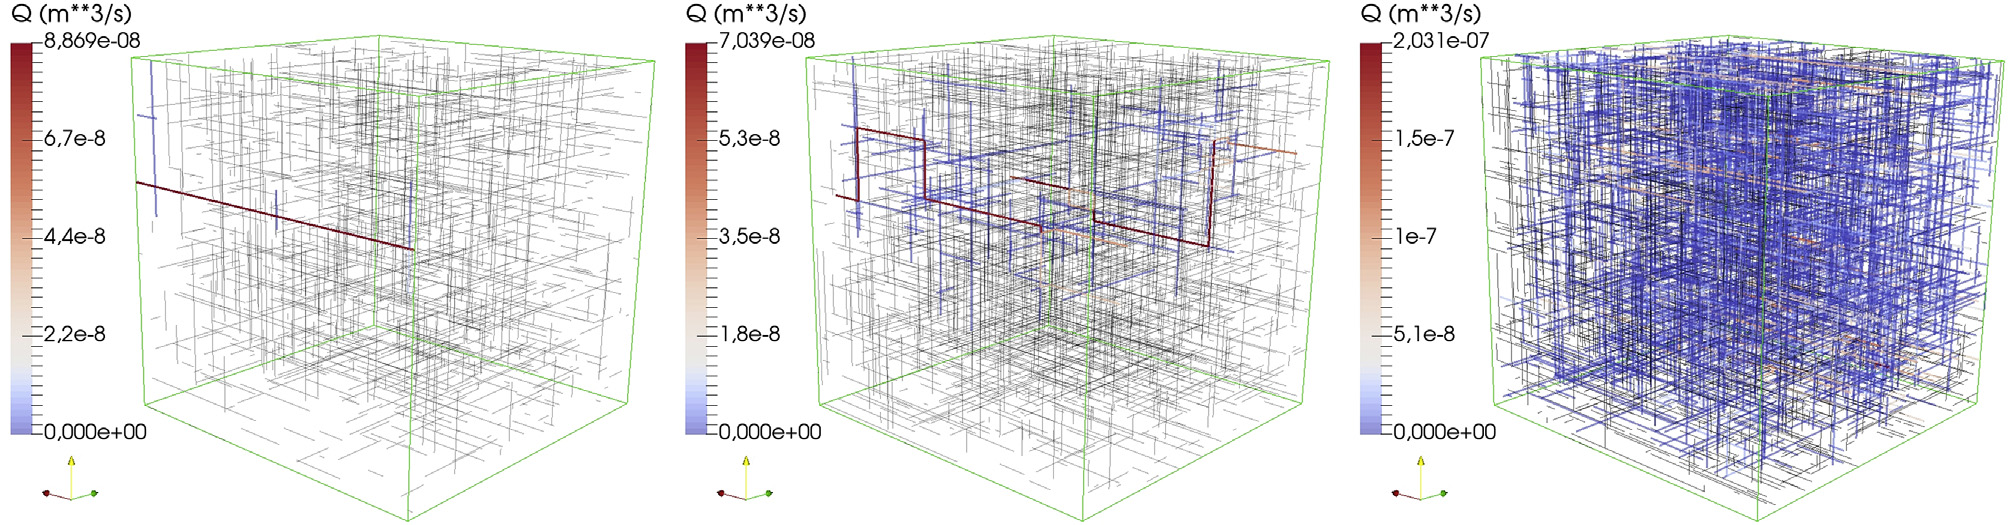 Q (m**3/s)
8,869e-08
6,7e-8
4,4e-8
2,2e-8
0,000e+00
Q (m**3/s)
7,039e-08
5,3e-8
3,5e-8
1,8e-8
0,000e+00
Q (m**3/s)
2,031e-07
1,5e-7
1e-7
5,1e-8
0,000e+00